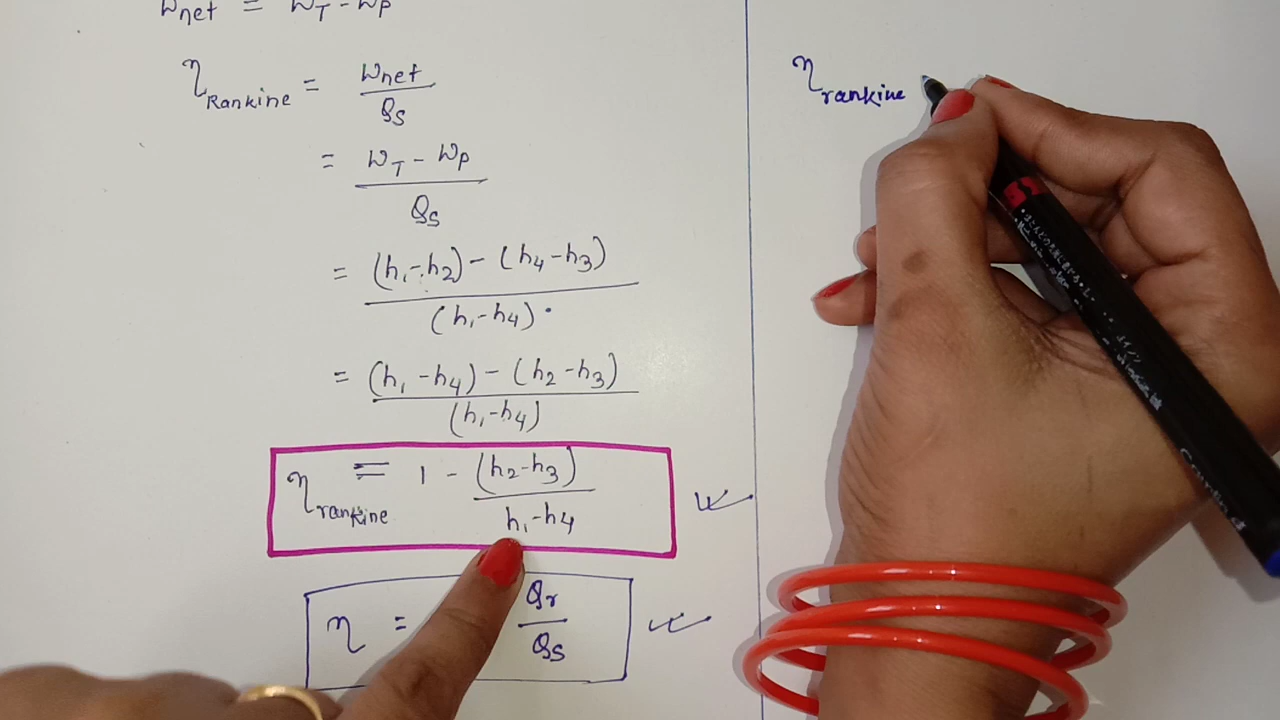 Wnet = WT - WP
ηRankine = Wnet / QS
= WT - WP / QS
= (h1-h2) - (h4-h3) / (h1-h4)
= (h1-h4) - (h2-h3) / (h1-h4)
ηrankine = 1 - (h2-h3) / h1-h4
η = Qr / QS
ηrankine